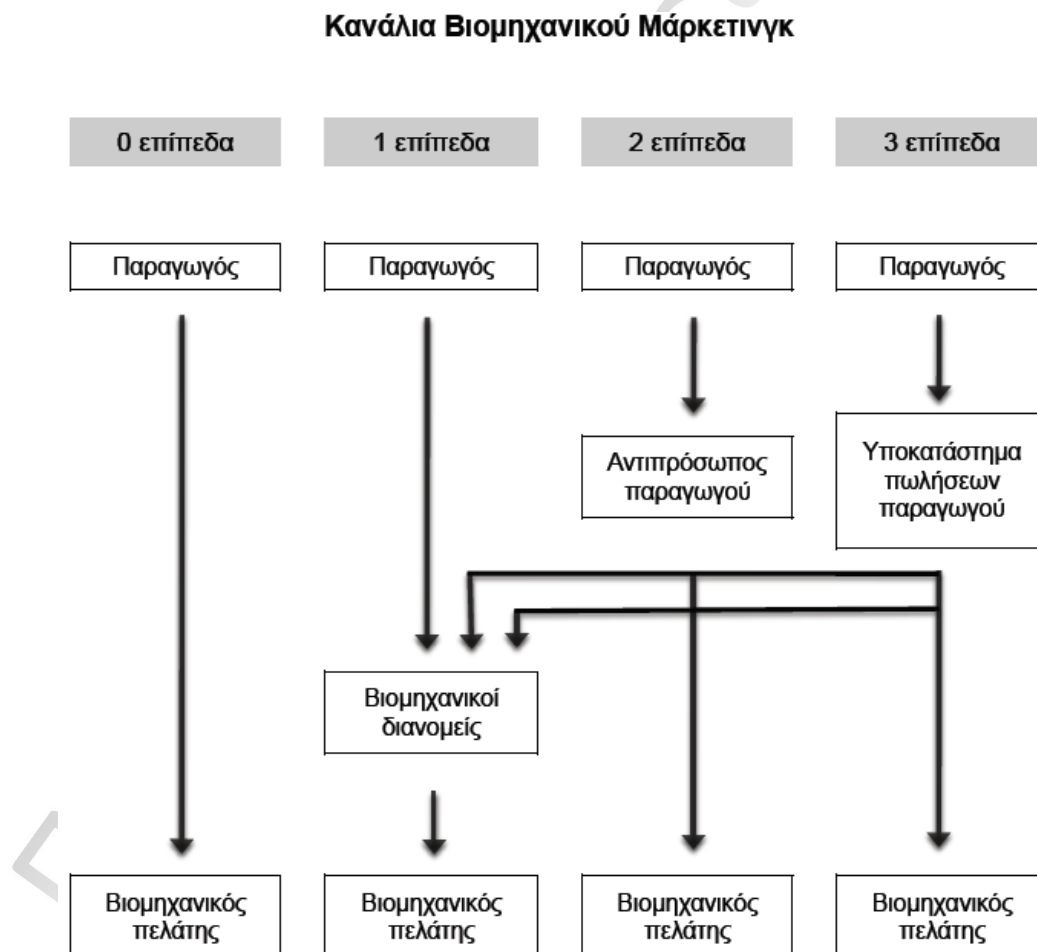 Κανάλια Βιομηχανικού Μάρκετινγκ
0 επίπεδα
1 επίπεδα
2 επίπεδα
3 επίπεδα
Παραγωγός
Παραγωγός
Παραγωγός
Παραγωγός
Αντιπρόσωπος
παραγωγού
Υποκατάστημα
πωλήσεων
παραγωγού
Βιομηχανικοί
διανομείς
Βιομηχανικός
πελάτης
Βιομηχανικός
πελάτης
Βιομηχανικός
πελάτης
Βιομηχανικός
πελάτης